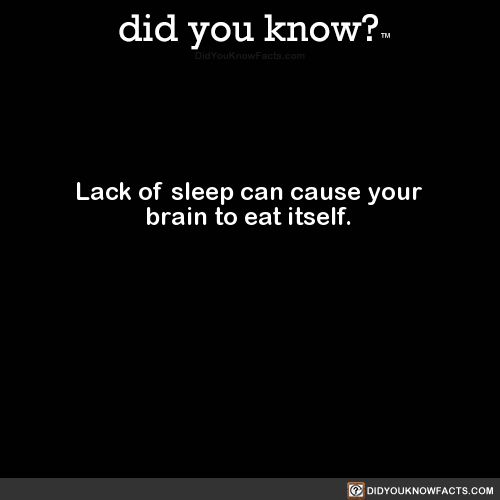 did you know?™
DidYouKnowFacts.com
Lack of sleep can cause your
brain to eat itself.
DIDYOUKNOWFACTS.COM